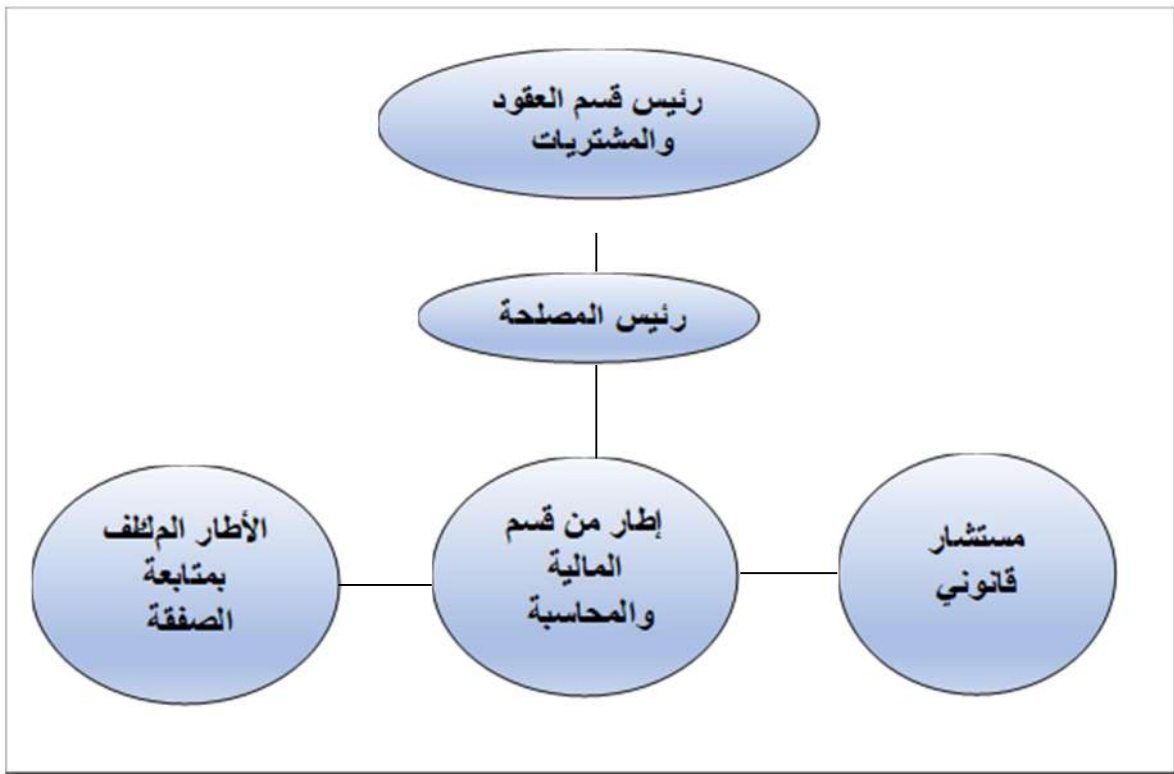 رئيس قسم العقود
والمشتريات
رئيس المصلحة
مستشار
قانوني
إطار من قسم
المالية
والمحاسبة
الأطار المكلف
بمتابعة
الصفقة